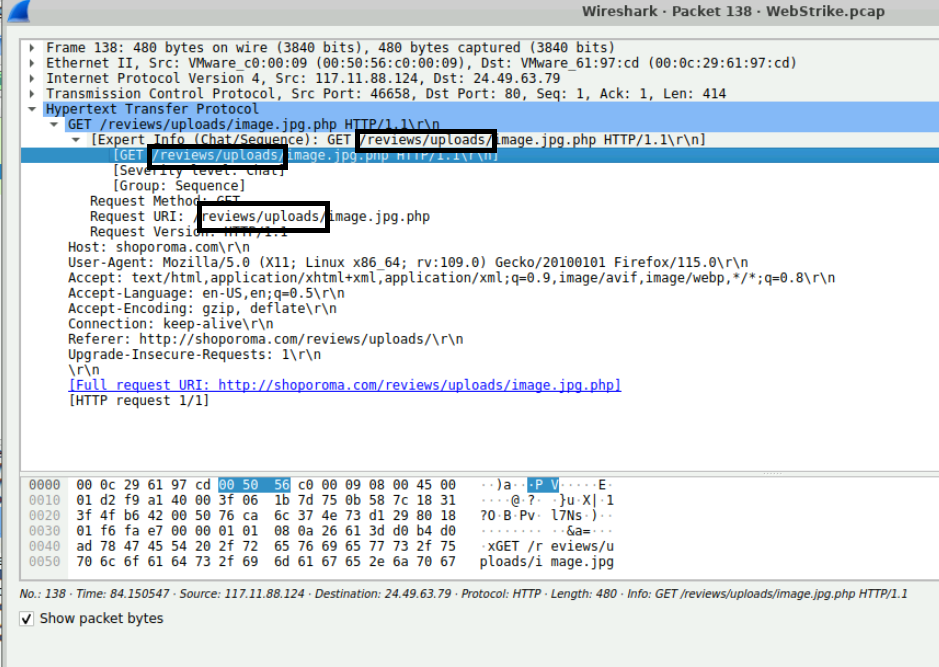 Wireshark · Packet 138 · WebStrike.pcap
Frame 138: 480 bytes on wire (3840 bits), 480 bytes captured (3840 bits)
Ethernet II, Src: VMware_c0:00:09 (00:50:56:c0:00:09), Dst: VMware_61:97:cd (00:0c:29:61:97:cd)
Internet Protocol Version 4, Src: 117.11.88.124, Dst: 24.49.63.79
Transmission Control Protocol, Src Port: 46658, Dst Port: 80, Seq: 1, Ack: 1, Len: 414
Hypertext Transfer Protocol
GET /reviews/uploads/image.jpg.php HTTP/1.1\r\n
[Expert Info (Chat/Sequence): GET /reviews/uploads/image.jpg.php HTTP/1.1\r\n]
[GET /reviews/uploads/image.jpg.php HTTP/1.1\r\n]
[Severity level: Chat]
[Group: Sequence]
Request Method: GET
Request URI: /reviews/uploads/image.jpg.php
Request Version: HTTP/1.1
Host: shoporoma.com\r\n
User-Agent: Mozilla/5.0 (X11; Linux x86_64; rv:109.0) Gecko/20100101 Firefox/115.0\r\n
Accept: text/html,application/xhtml+xml,application/xml;q=0.9,image/avif,image/webp,*/*;q=0.8\r\n
Accept-Language: en-US,en;q=0.5\r\n
Accept-Encoding: gzip, deflate\r\n
Connection: keep-alive\r\n
Referer: http://shoporoma.com/reviews/uploads/\r\n
Upgrade-Insecure-Requests: 1\r\n
\r\n
[Full request URI: http://shoporoma.com/reviews/uploads/image.jpg.php]
[HTTP request 1/1]
0000 00 0c 29 61 97 cd 00 50 56 c0 00 09 08 00 45 00 ··)a···P V·····E·
0010 01 d2 f9 a1 40 00 3f 06 1b 7d 75 0b 58 7c 18 31 ····@·?· ·}u·X|·1
0020 3f 4f b6 42 00 50 76 ca 6c 37 4e 73 d1 29 80 18 ?O·B·Pv· l7Ns·)··
0030 01 f6 fa e7 00 00 01 01 08 0a 26 61 3d d0 b4 d0 ········ ··&a=···
0040 ad 78 47 45 54 20 2f 72 65 76 69 65 77 73 2f 75 ·xGET /r eviews/u
0050 70 6c 6f 61 64 73 2f 69 6d 61 67 65 2e 6a 70 67 ploads/i mage.jpg
No.: 138 · Time: 84.150547 · Source: 117.11.88.124 · Destination: 24.49.63.79 · Protocol: HTTP · Length: 480 · Info: GET /reviews/uploads/image.jpg.php HTTP/1.1
Show packet bytes